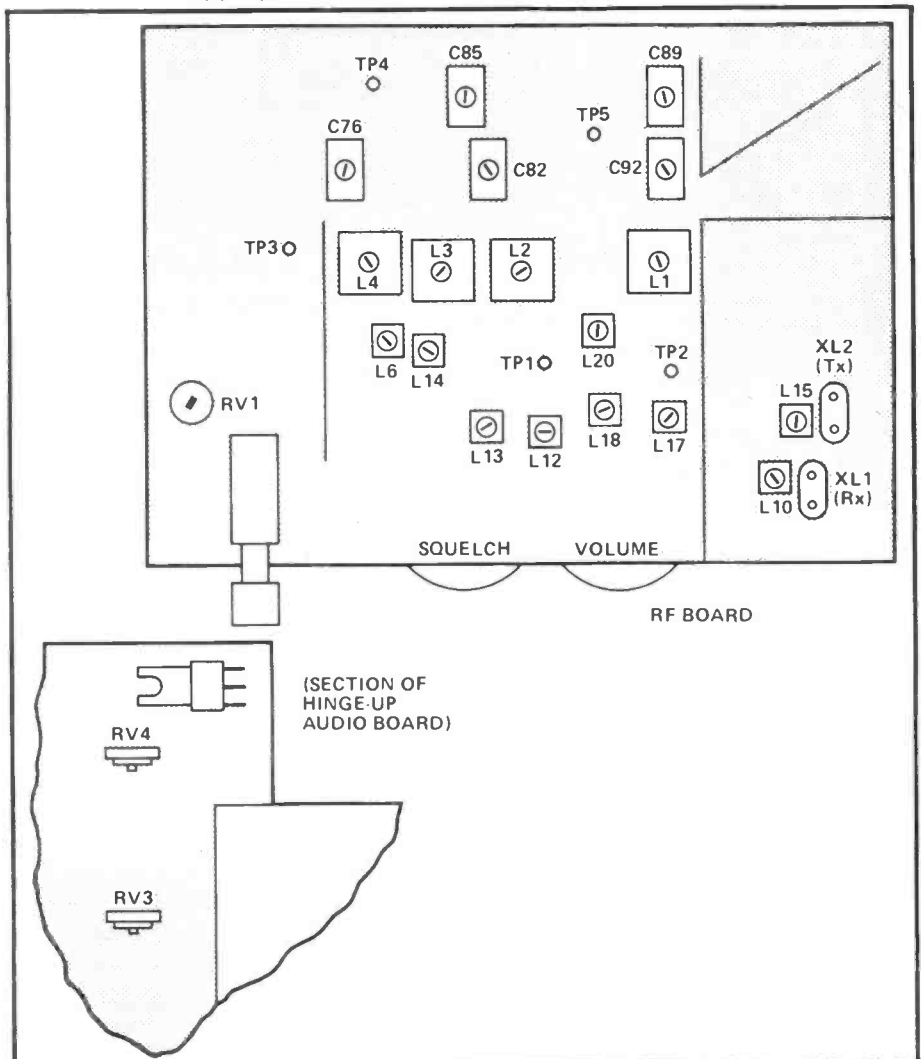 C85
C89
TP4
TP5
C76
C82
C92
TP3
L4
L3
L2
L1
L6
L14
TP1
L20
TP2
XL2
(Tx)
L15
RV1
L13
L12
L18
L17
L10
XL1
(Rx)
SQUELCH
VOLUME
RF BOARD
(SECTION OF
HINGE-UP
AUDIO BOARD)
RV4
RV3